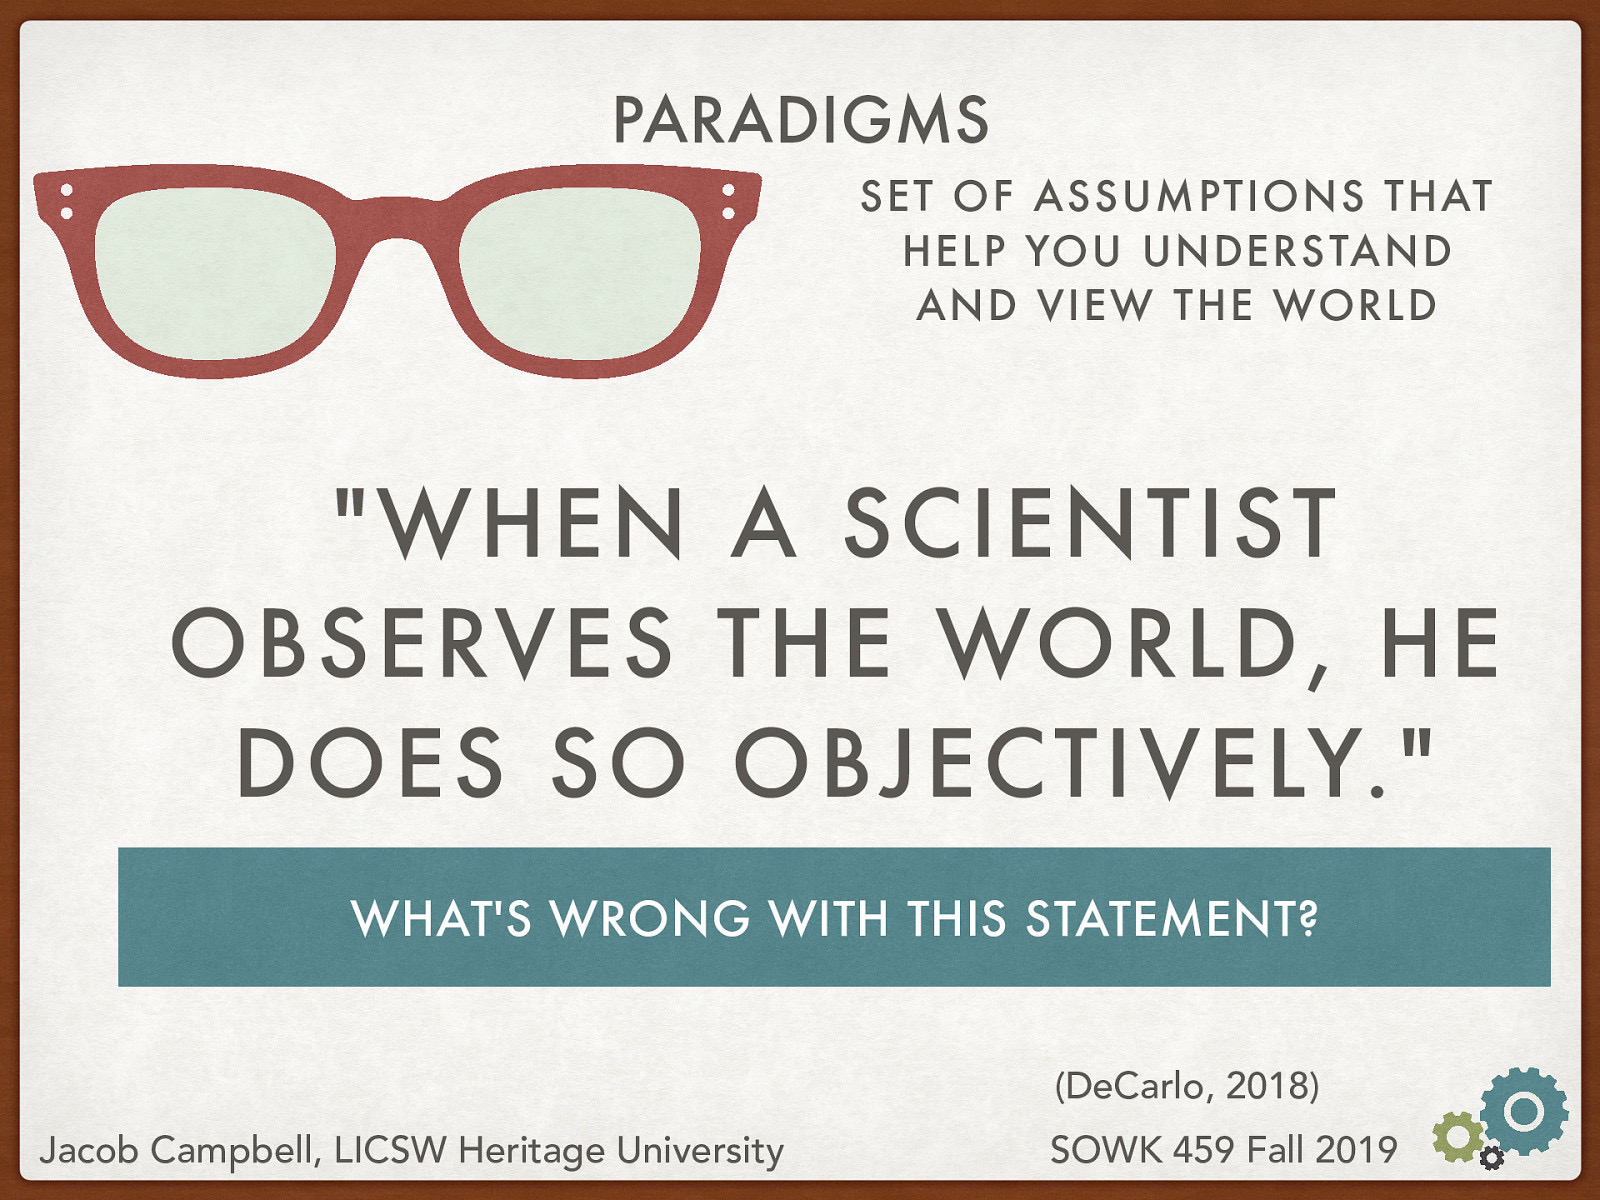 PARADIGMS
SET OF ASSUMPTIONS THAT
HELP YOU UNDERSTAND
AND VIEW THE WORLD
"WHEN A SCIENTIST
OBSERVES THE WORLD, HE
DOES SO OBJECTIVELY."
WHAT'S WRONG WITH THIS STATEMENT?
(DeCarlo, 2018)
Jacob Campbell, LICSW Heritage University
SOWK 459 Fall 2019